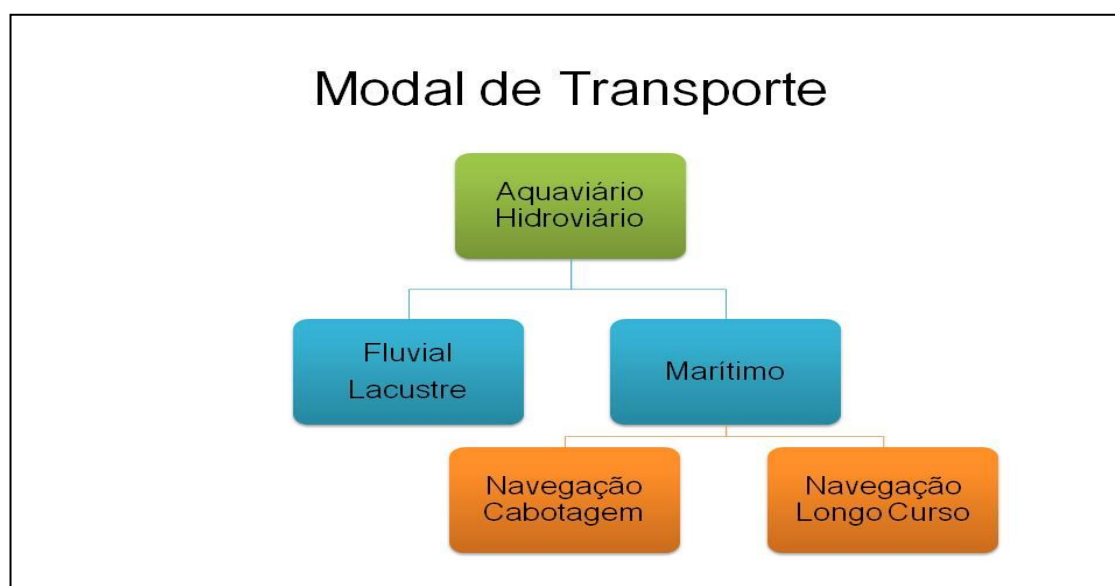 Modal de Transporte
Aquaviário
Hidroviário
Fluvial
Lacustre
Marítimo
Navegação
Cabotagem
Navegação
Longo Curso